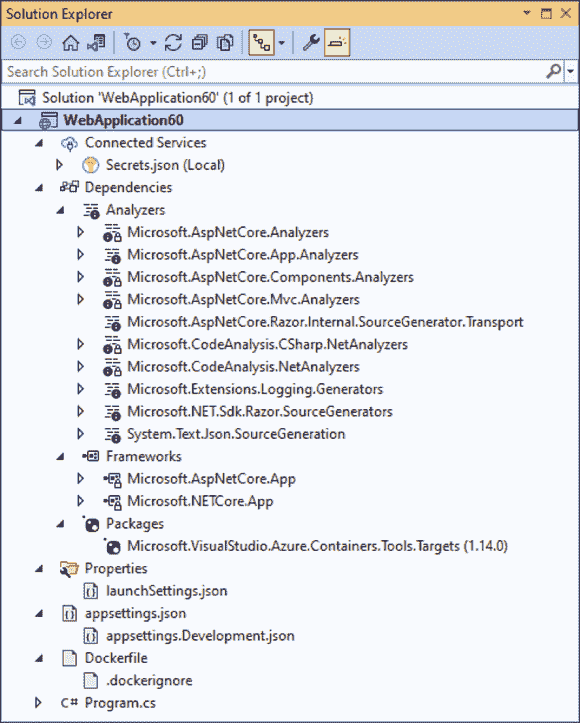 Solution Explorer
Search Solution Explorer (Ctrl+;)
Solution 'WebApplication60' (1 of 1 project)
WebApplication60
Connected Services
Secrets.json (Local)
Dependencies
Analyzers
Microsoft.AspNetCore.Analyzers
Microsoft.AspNetCore.App.Analyzers
Microsoft.AspNetCore.Components.Analyzers
Microsoft.AspNetCore.Mvc.Analyzers
Microsoft.AspNetCore.Razor.Internal.SourceGenerator.Transport
Microsoft.CodeAnalysis.CSharp.NetAnalyzers
Microsoft.CodeAnalysis.NetAnalyzers
Microsoft.Extensions.Logging.Generators
Microsoft.NET.Sdk.Razor.SourceGenerators
System.Text.Json.SourceGeneration
Frameworks
Microsoft.AspNetCore.App
Microsoft.NETCore.App
Packages
Microsoft.VisualStudio.Azure.Containers.Tools.Targets (1.14.0)
Properties
launchSettings.json
appsettings.json
appsettings.Development.json
Dockerfile
.dockerignore
C# Program.cs